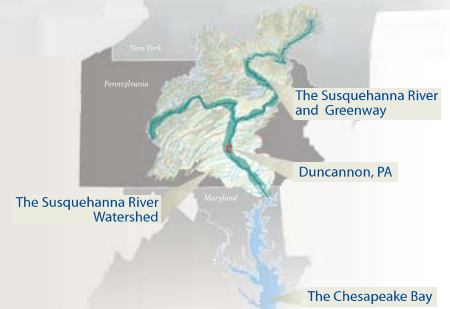 New York
Pennsylvania
The Susquehanna River
and Greenway
Duncannon, PA
The Susquehanna River
Watershed
Maryland
The Chesapeake Bay